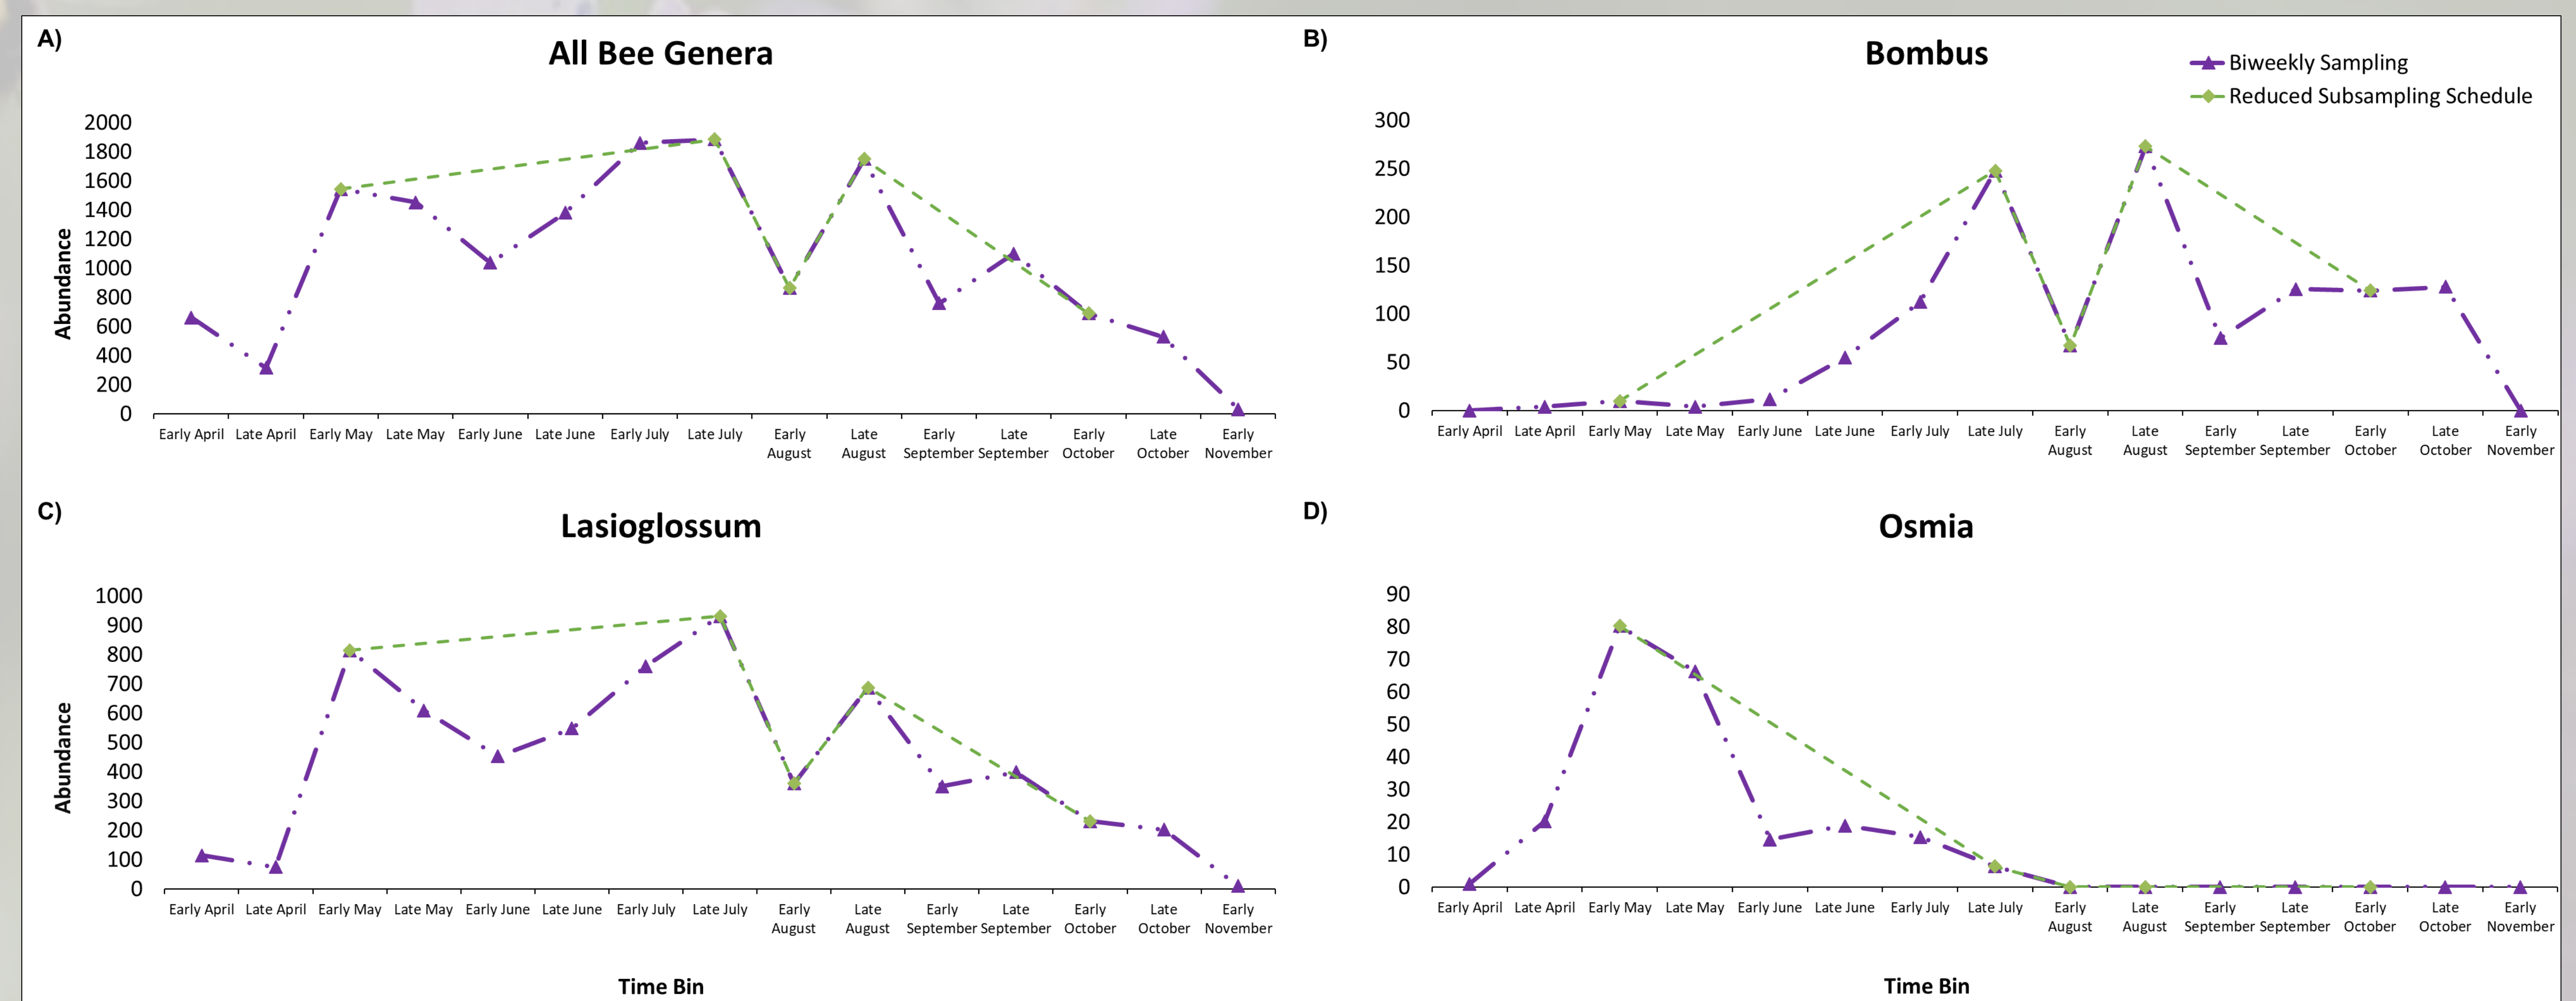 A)
All Bee Genera
Abundance
2000
1800
1600
1400
1200
1000
800
600
400
200
0
Early April Late April Early May Late May Early June Late June Early July Late July Early August Late August Early September Late September Early October Late October Early November
B)
Bombus
Biweekly Sampling
Reduced Subsampling Schedule
300
250
200
150
100
50
0
Early April Late April Early May Late May Early June Late June Early July Late July Early August Late August Early September Late September Early October Late October Early November
C)
Lasioglossum
Abundance
1000
900
800
700
600
500
400
300
200
100
0
Early April Late April Early May Late May Early June Late June Early July Late July Early August Late August Early September Late September Early October Late October Early November
Time Bin
D)
Osmia
90
80
70
60
50
40
30
20
10
0
Early April Late April Early May Late May Early June Late June Early July Late July Early August Late August Early September Late September Early October Late October Early November
Time Bin